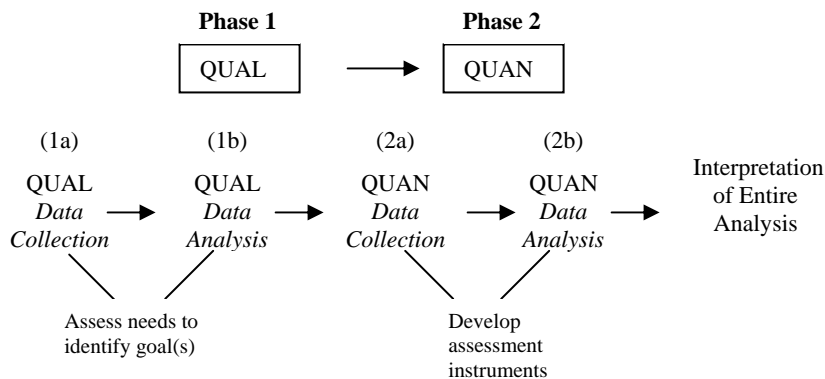 Phase 1 Phase 2
QUAL QUAN
(1a) (1b) (2a) (2b)
QUAL
Data
Collection
QUAL
Data
Analysis
QUAN
Data
Collection
QUAN
Data
Analysis
Interpretation
of Entire
Analysis
Assess needs to
identify goal(s)
Develop
assessment
instruments